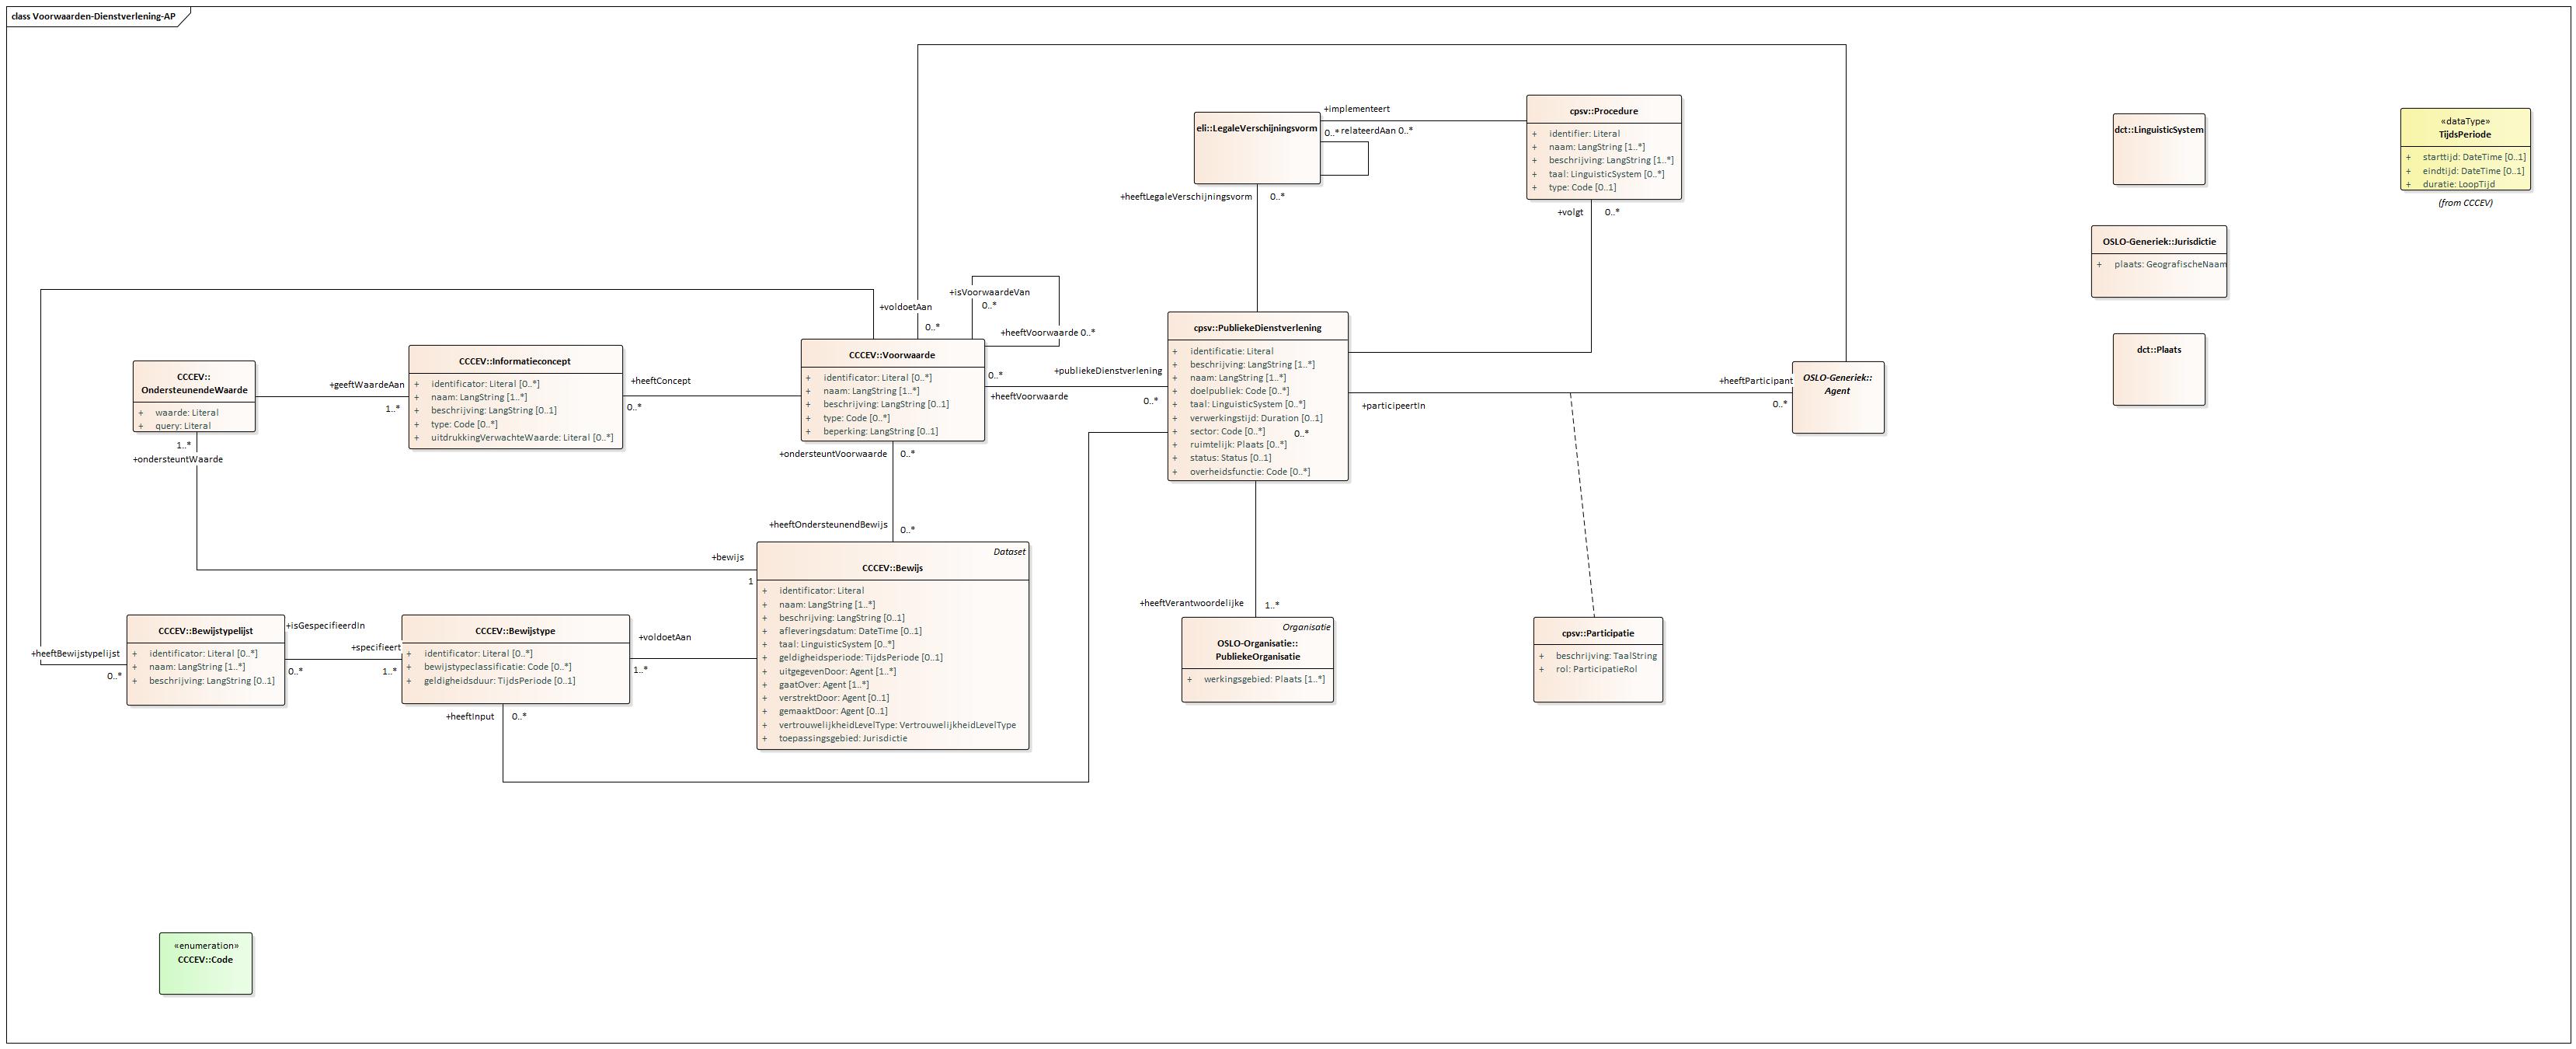 class Voorwaarden-Dienstverlening-AP
+implementeert
0..*
relateerdAan 0..*
eli::LegaleVerschijningsvorm
+heeftLegaleVerschijningsvorm
0..*
cpsv::Procedure
+ identifier: Literal
+ naam: LangString [1..*]
+ beschrijving: LangString [1..*]
+ taal: LinguisticSystem [0..*]
+ type: Code [0..1]
+volgt
0..*
dct::LinguisticSystem
«dataType»
TijdsPeriode
+ starttijd: DateTime [0..1]
+ eindtijd: DateTime [0..1]
+ duratie: LoopTijd
(from CCCEV)
OSLO-Generiek::Jurisdictie
+ plaats: GeografischeNaam
dct::Plaats
+voldoetAan
0..*
+isVoorwaardeVan
0..*
+heeftVoorwaarde 0..*
CCCEV::
OndersteunendeWaarde
+ waarde: Literal
+ query: Literal
1..*
+ondersteuntWaarde
+geeftWaardeAan
1..*
CCCEV::Informatieconcept
+ identificator: Literal [0..*]
+ naam: LangString [1..*]
+ beschrijving: LangString [0..1]
+ type: Code [0..*]
+ uitdrukkingVerwachteWaarde: Literal [0..*]
+heeftConcept
0..*
CCCEV::Voorwaarde
+ identificator: Literal [0..*]
+ naam: LangString [1..*]
+ beschrijving: LangString [0..1]
+ type: Code [0..*]
+ beperking: LangString [0..1]
0..*
+heeftVoorwaarde
+publiekeDienstverlening
0..*
+ondersteuntVoorwaarde
0..*
+heeftOndersteunendBewijs
0..*
cpsv::PubliekeDienstverlening
+ identificatie: Literal
+ beschrijving: LangString [1..*]
+ naam: LangString [1..*]
+ doelpubliek: Code [0..*]
+ taal: LinguisticSystem [0..*]
+ verwerkingstijd: Duration [0..1]
+ sector: Code [0..*]
0..*
+ ruimtelijk: Plaats [0..*]
+ status: Status [0..1]
+ overheidsfunctie: Code [0..*]
+participeertIn
+heeftParticipant
0..*
OSLO-Generiek::
Agent
+bewijs
1
Dataset
CCCEV::Bewijs
+ identificator: Literal
+ naam: LangString [1..*]
+ beschrijving: LangString [0..1]
+ afleveringsdatum: DateTime [0..1]
+ taal: LinguisticSystem [0..*]
+ geldigheidsperiode: TijdsPeriode [0..1]
+ uitgegevenDoor: Agent [1..*]
+ gaatOver: Agent [1..*]
+ verstrektDoor: Agent [0..1]
+ gemaaktDoor: Agent [0..1]
+ vertrouwelijkheidLevelType: VertrouwelijkheidLevelType
+ toepassingsgebied: Jurisdictie
+heeftBewijstypelijst
0..*
CCCEV::Bewijstypelijst
+ identificator: Literal [0..*]
+ naam: LangString [1..*]
+ beschrijving: LangString [0..1]
+isGespecifieerdIn
0..*
+specifieert
1..*
CCCEV::Bewijstype
+ identificator: Literal [0..*]
+ bewijstypeclassificatie: Code [0..*]
+ geldigheidsduur: TijdsPeriode [0..1]
+voldoetAan
1..*
+heeftInput
0..*
+heeftVerantwoordelijke
1..*
Organisatie
OSLO-Organisatie::
PubliekeOrganisatie
+ werkingsgebied: Plaats [1..*]
cpsv::Participatie
+ beschrijving: TaalString
+ rol: ParticipatieRol
«enumeration»
CCCEV::Code